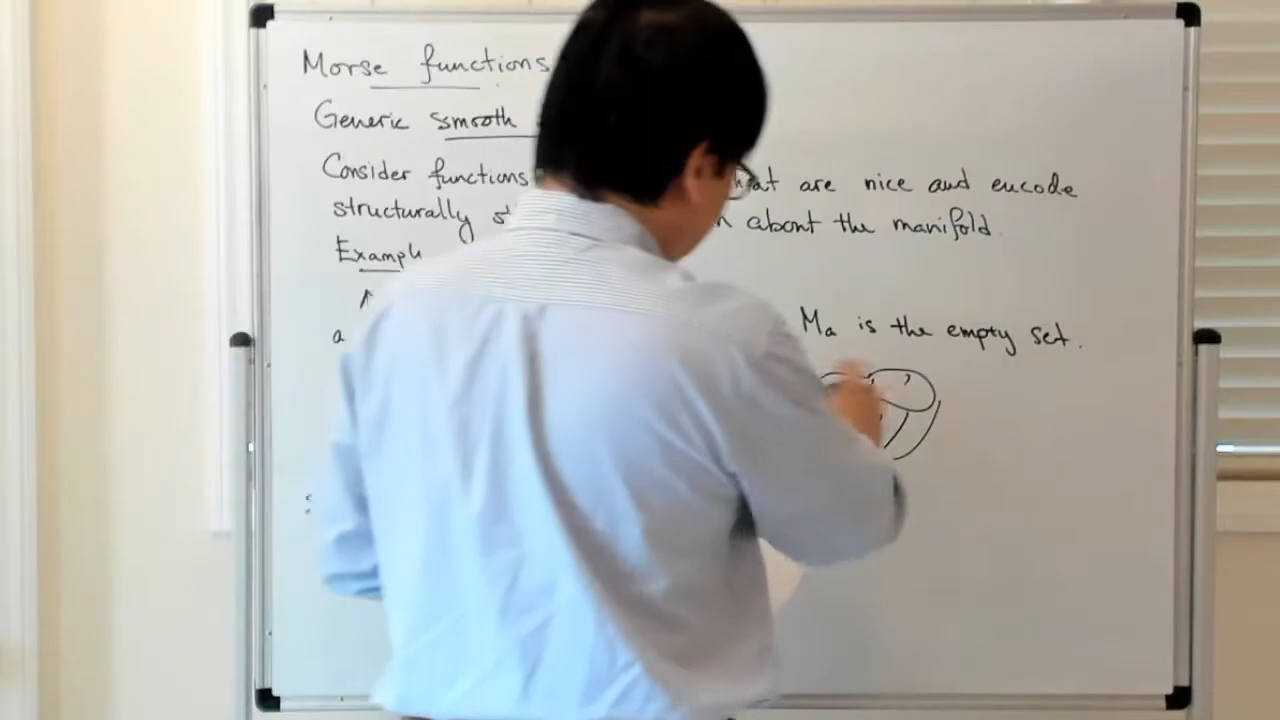 Morse functions
Generic smooth
Consider functions that are nice and encode
structurally about the manifold.
Example
a Ma is the empty set.